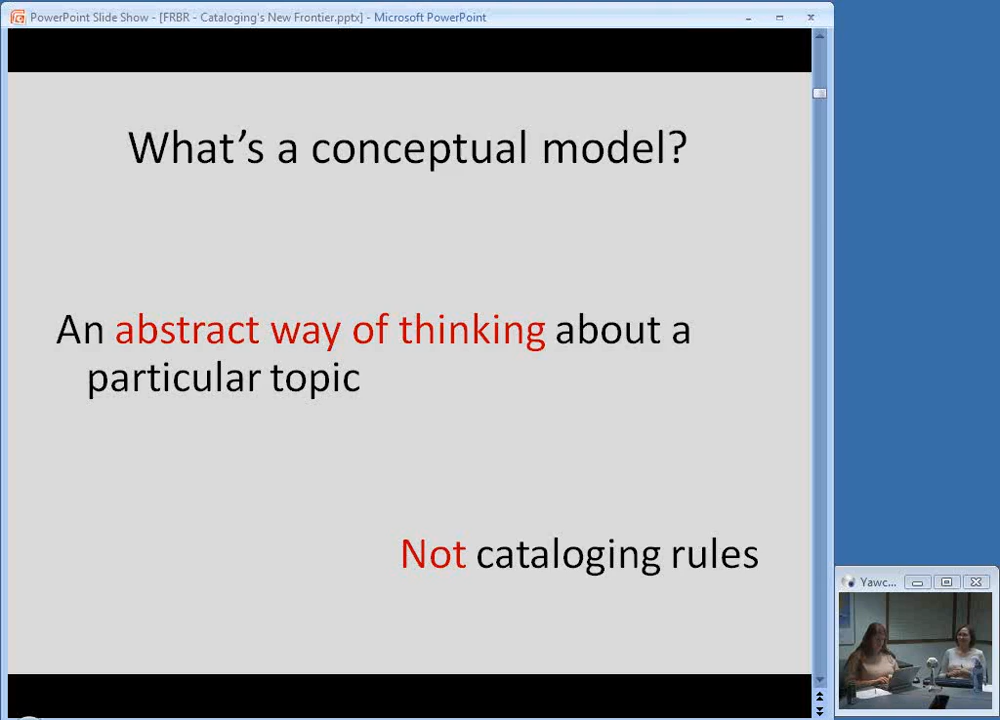 PowerPoint Slide Show - [FRBR - Cataloging's New Frontier.pptx] - Microsoft PowerPoint
What's a conceptual model?
An abstract way of thinking about a
particular topic
Not cataloging rules
Yawc...